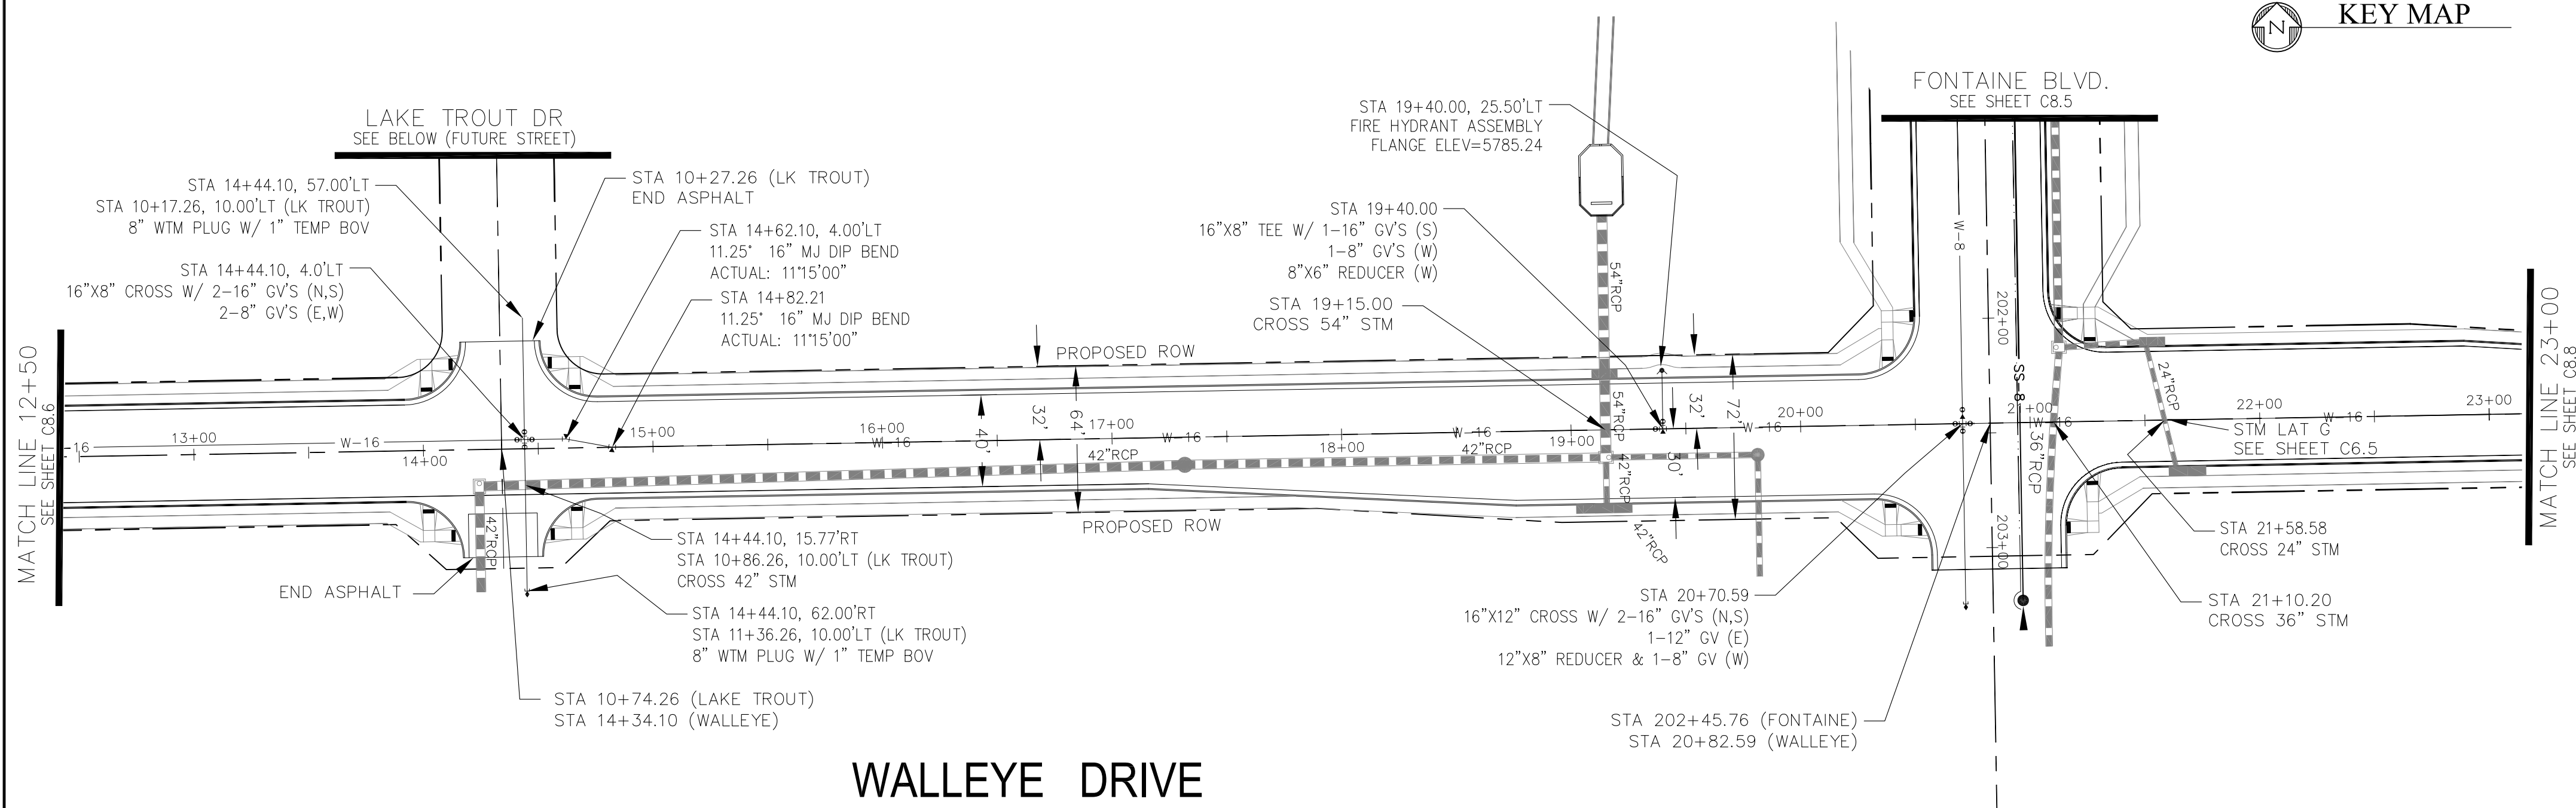 KEY MAP
N
FONTAINE BLVD.
SEE SHEET C8.5
LAKE TROUT DR
SEE BELOW (FUTURE STREET)
STA 19+40.00, 25.50'LT
FIRE HYDRANT ASSEMBLY
FLANGE ELEV=5785.24
STA 14+44.10, 57.00'LT
STA 10+17.26, 10.00'LT (LK TROUT)
8" WTM PLUG W/ 1" TEMP BOV
STA 10+27.26 (LK TROUT)
END ASPHALT
STA 14+62.10, 4.00'LT
11.25° 16" MJ DIP BEND
ACTUAL: 11°15'00"
STA 19+40.00
16"X8" TEE W/ 1-16" GV'S (S)
1-8" GV'S (W)
8"X6" REDUCER (W)
STA 14+44.10, 4.0'LT
16"X8" CROSS W/ 2-16" GV'S (N,S)
2-8" GV'S (E,W)
STA 14+82.21
11.25° 16" MJ DIP BEND
ACTUAL: 11°15'00"
STA 19+15.00
CROSS 54" STM
54"RCP
W-8
202+00
SS-8
PROPOSED ROW
MATCH LINE 12+50
SEE SHEET C8.6
MATCH LINE 23+00
SEE SHEET C8.8
24"RCP
54"RCP
32'
64'
40'
32'
72'
30'
16
13+00
W-16
14+00
15+00
16+00
W-16
17+00
W-16
18+00
W-16
19+00
W-16
20+00
21+00
W-16
22+00
W-16
23+00
42"RCP
42"RCP
42"RCP
36"RCP
STM LAT G
SEE SHEET C6.5
PROPOSED ROW
42"RCP
42"RCP
203+00
STA 14+44.10, 15.77'RT
STA 10+86.26, 10.00'LT (LK TROUT)
CROSS 42" STM
STA 21+58.58
CROSS 24" STM
END ASPHALT
STA 14+44.10, 62.00'RT
STA 11+36.26, 10.00'LT (LK TROUT)
8" WTM PLUG W/ 1" TEMP BOV
STA 20+70.59
16"X12" CROSS W/ 2-16" GV'S (N,S)
1-12" GV (E)
12"X8" REDUCER & 1-8" GV (W)
STA 21+10.20
CROSS 36" STM
STA 10+74.26 (LAKE TROUT)
STA 14+34.10 (WALLEYE)
STA 202+45.76 (FONTAINE)
STA 20+82.59 (WALLEYE)
WALLEYE DRIVE